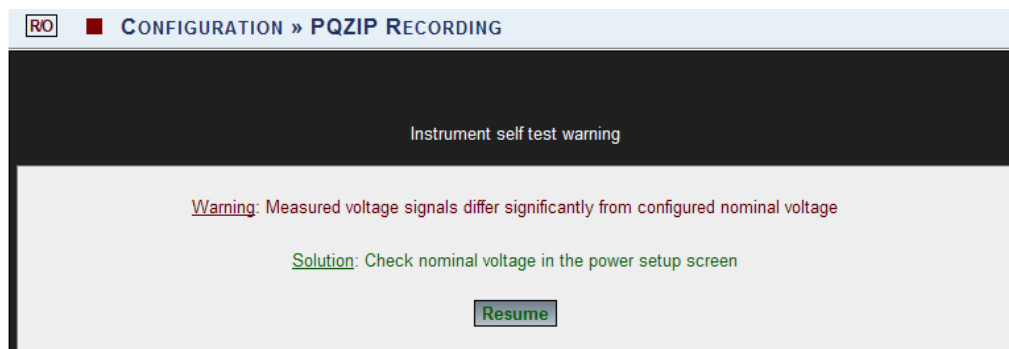 R/O
CONFIGURATION » PQZIP RECORDING
Instrument self test warning
Warning: Measured voltage signals differ significantly from configured nominal voltage
Solution: Check nominal voltage in the power setup screen
Resume